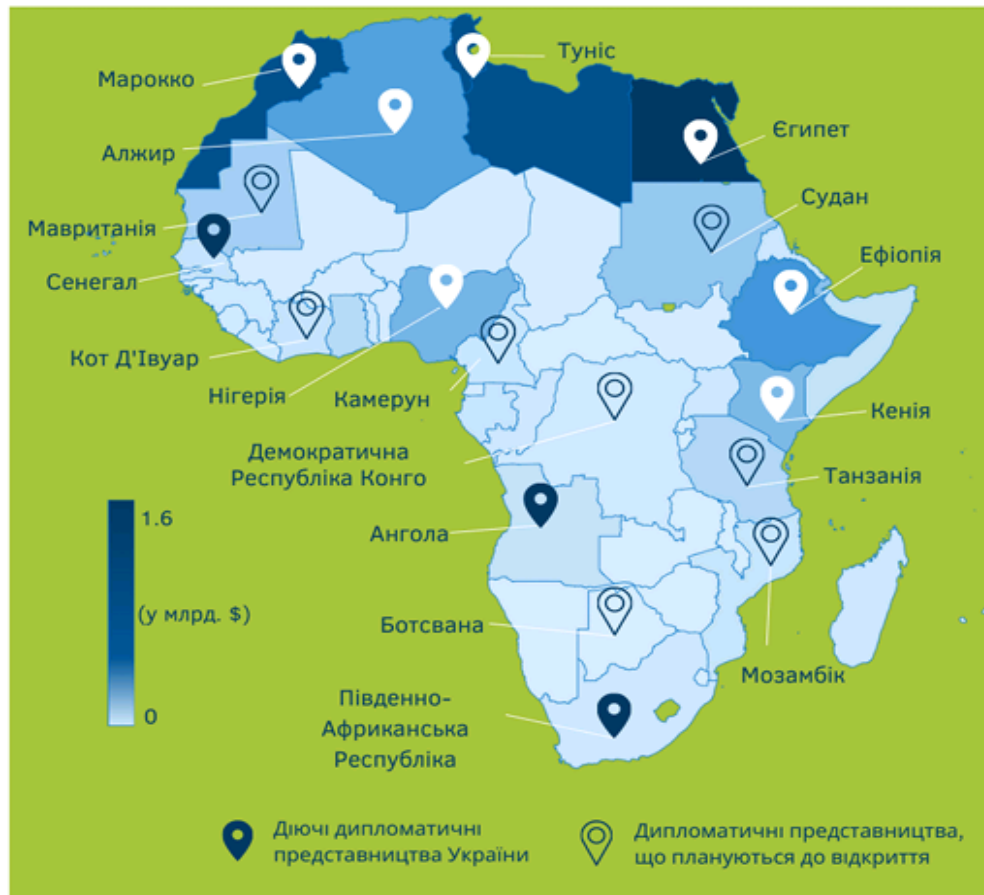 Туніс
Марокко
Єгипет
Алжир
Судан
Мавританія
Ефіопія
Сенегал
Кот Д'Івуар
Нігерія
Камерун
Кенія
Демократична
Республіка Конго
Танзанія
1.6
Ангола
(у млрд. $)
Ботсвана
Мозамбік
0
Південно-
Африканська
Республіка
Діючі дипломатичні
представництва України
Дипломатичні представництва,
що плануються до відкриття